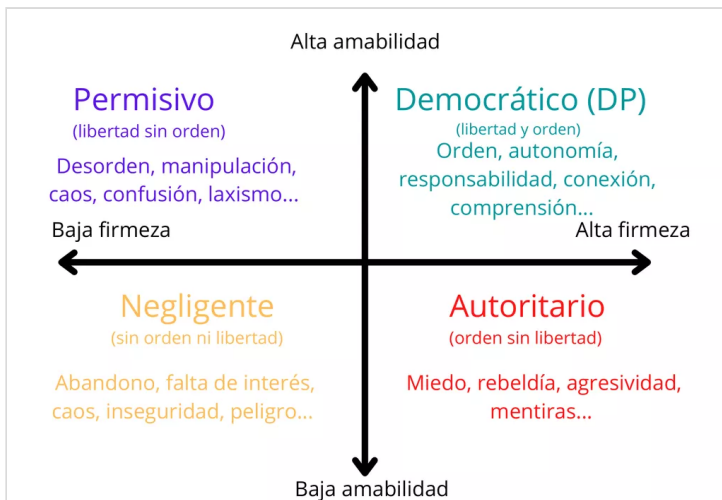 Alta amabilidad
Permisivo
(libertad sin orden)
Desorden, manipulación,
caos, confusión, laxismo...
Democrático (DP)
(libertad y orden)
Orden, autonomía,
responsabilidad, conexión,
comprensión...
Baja firmeza
Alta firmeza
Negligente
(sin orden ni libertad)
Abandono, falta de interés,
caos, inseguridad, peligro...
Autoritario
(orden sin libertad)
Miedo, rebeldía, agresividad,
mentiras...
Baja amabilidad